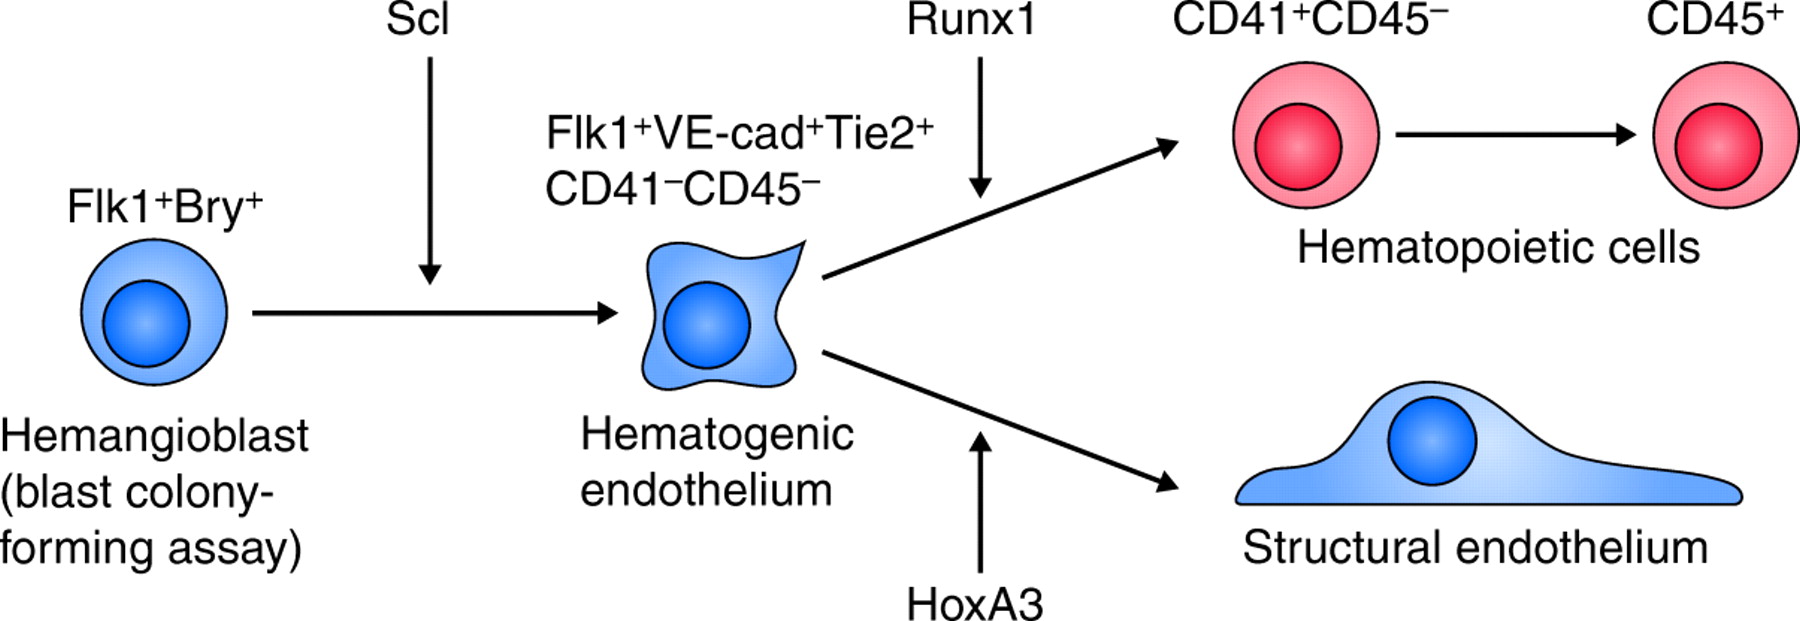 Scl
Runx1
CD41⁺CD45⁻
CD45⁺
Flk1⁺VE-cad⁺Tie2⁺
CD41⁻CD45⁻
Flk1⁺Bry⁺
Hematopoietic cells
Hemangioblast
(blast colony-
forming assay)
Hematogenic
endothelium
Structural endothelium
HoxA3